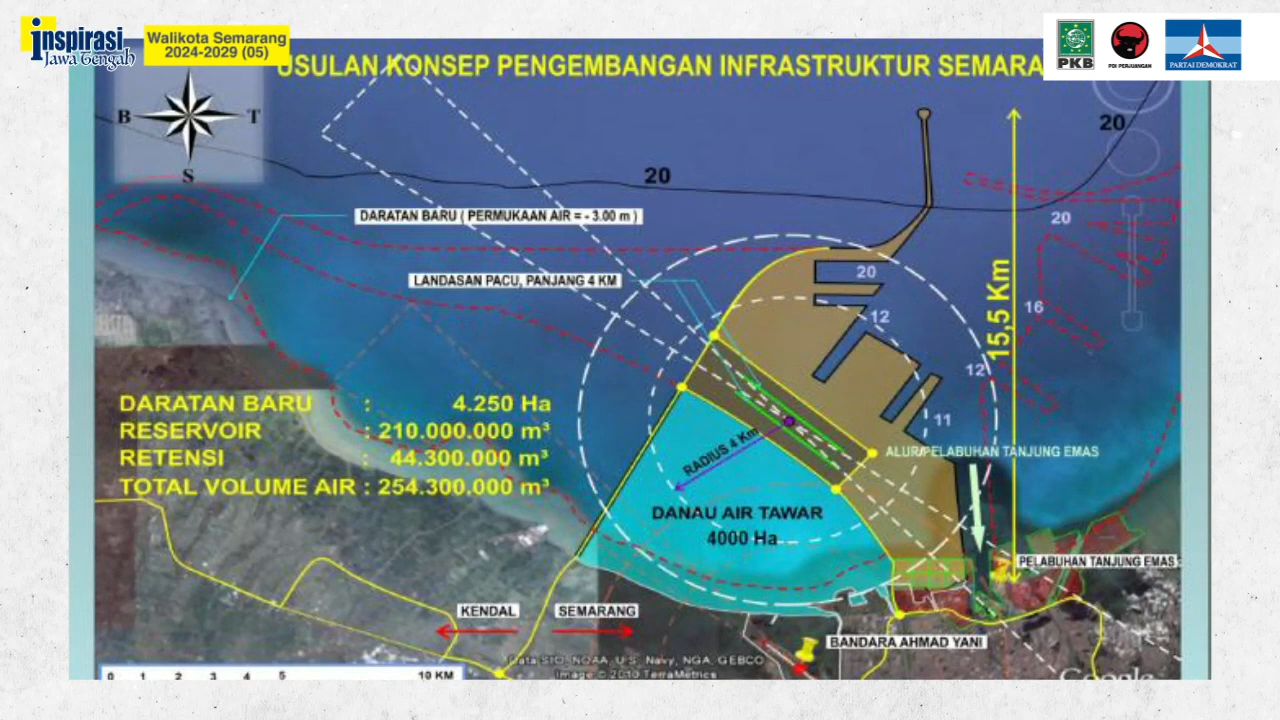 inspirasi
Jawa Tengah
Walikota Semarang
2024-2029 (05)
PKB
PDI PERJUANGAN
PARTAI DEMOKRAT
USULAN KONSEP PENGEMBANGAN INFRASTRUKTUR SEMARA
B
T
S
20
20
DARATAN BARU ( PERMUKAAN AIR = - 3.00 m )
20
LANDASAN PACU, PANJANG 4 KM
20
12
16
15,5 Km
12
11
DARATAN BARU : 4.250 Ha
RESERVOIR : 210.000.000 m³
RETENSI : 44.300.000 m³
TOTAL VOLUME AIR : 254.300.000 m³
RADIUS 4 Km
ALUR PELABUHAN TANJUNG EMAS
DANAU AIR TAWAR
4000 Ha
PELABUHAN TANJUNG EMAS
KENDAL
SEMARANG
BANDARA AHMAD YANI
Data SIO, NOAA, U.S. Navy, NGA, GEBCO
Image © 2010 TerraMetrics
Google
0 1 2 3 4 5 10 KM